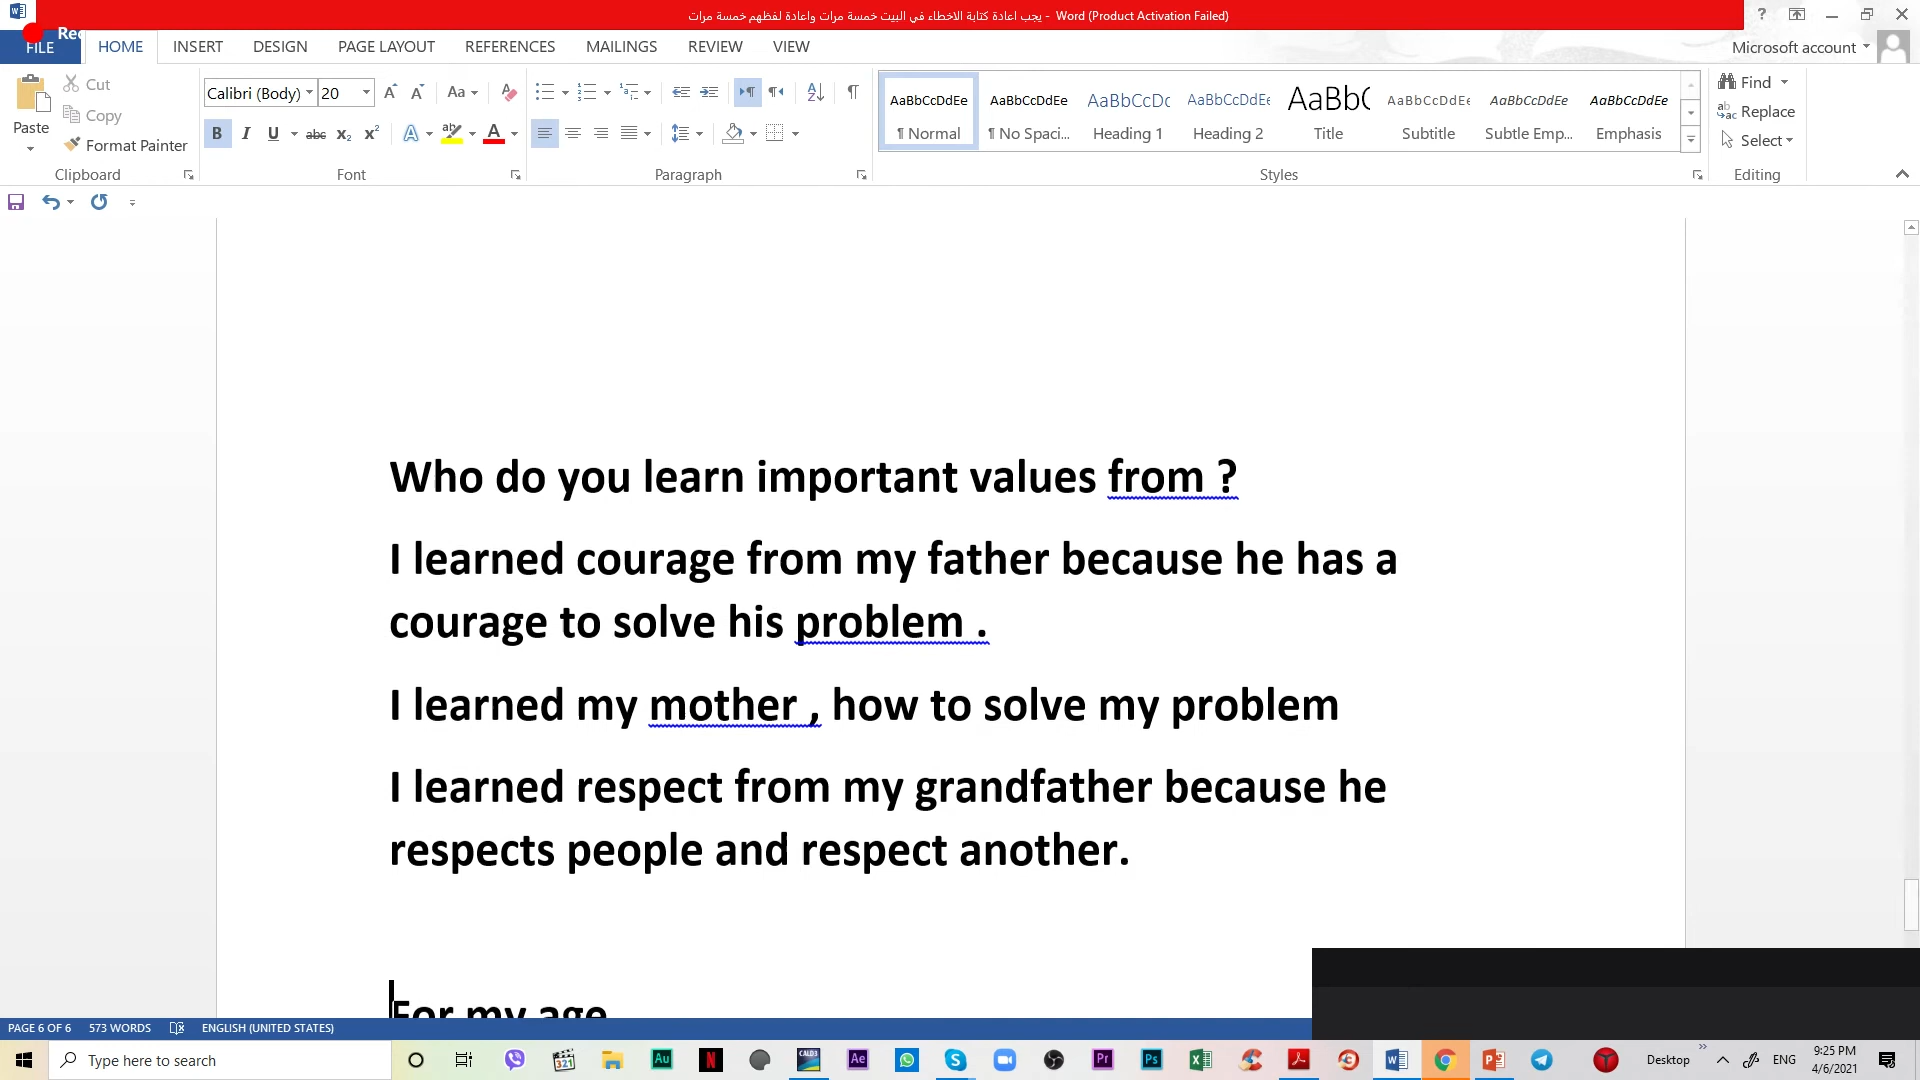 يجب اعادة كتابة الاخطاء في البيت خمسة مرات واعادة لفظهم خمسة مرات - Word (Product Activation Failed)
Rec
FILE HOME INSERT DESIGN PAGE LAYOUT REFERENCES MAILINGS REVIEW VIEW Microsoft account
Cut
Copy
Format Painter
Paste
Clipboard
Calibri (Body) 20
Font
Paragraph
AaBbCcDdEe AaBbCcDdEe AaBbCcDc AaBbCcDdE AaBb( AaBbCcDdEe AaBbCcDdEe AaBbCcDdEe
¶ Normal ¶ No Spaci... Heading 1 Heading 2 Title Subtitle Subtle Emp... Emphasis
Styles
Find
Replace
Select
Editing
Who do you learn important values from ?
I learned courage from my father because he has a
courage to solve his problem .
I learned my mother , how to solve my problem
I learned respect from my grandfather because he
respects people and respect another.
For my age
PAGE 6 OF 6 573 WORDS ENGLISH (UNITED STATES)
Type here to search
Desktop
ENG
9:25 PM
4/6/2021